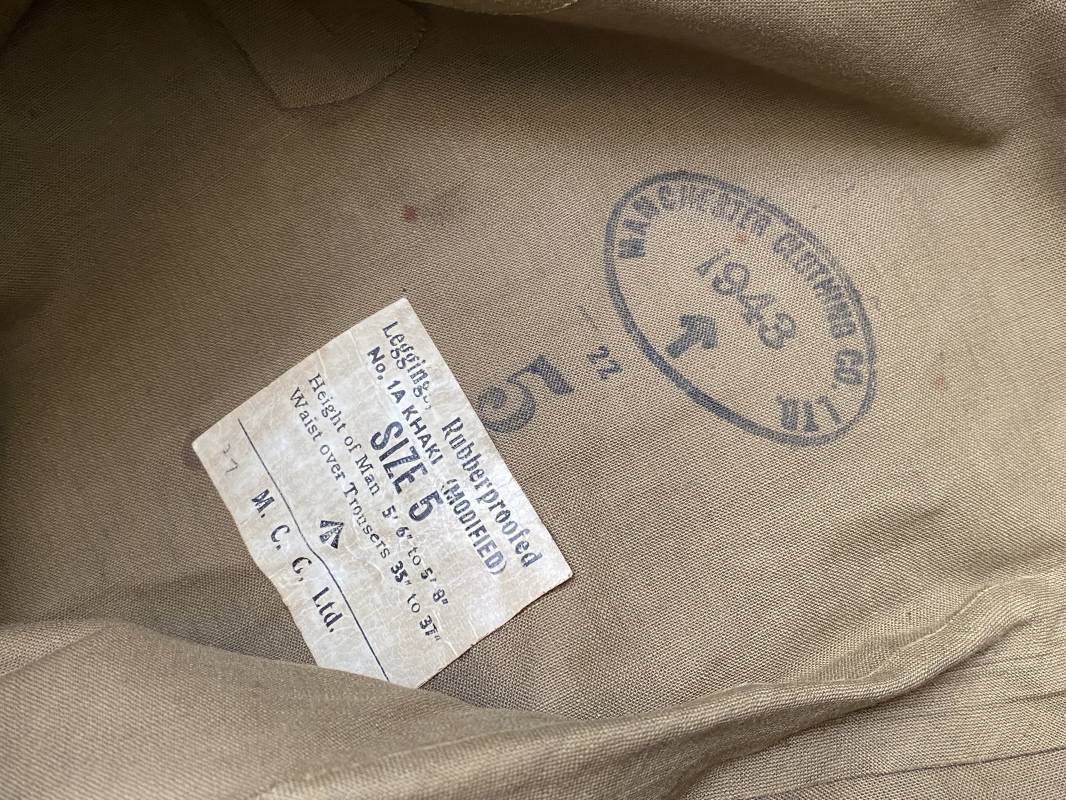 Leggings, Rubberproofed
No. 1A KHAKI (MODIFIED)
SIZE 5
Height of Man 5' 6" to 5' 8"
Waist over Trousers 35" to 37"
M. C. C. Ltd.
MANCHESTER CLOTHING CO. LTD.
1943
22
5